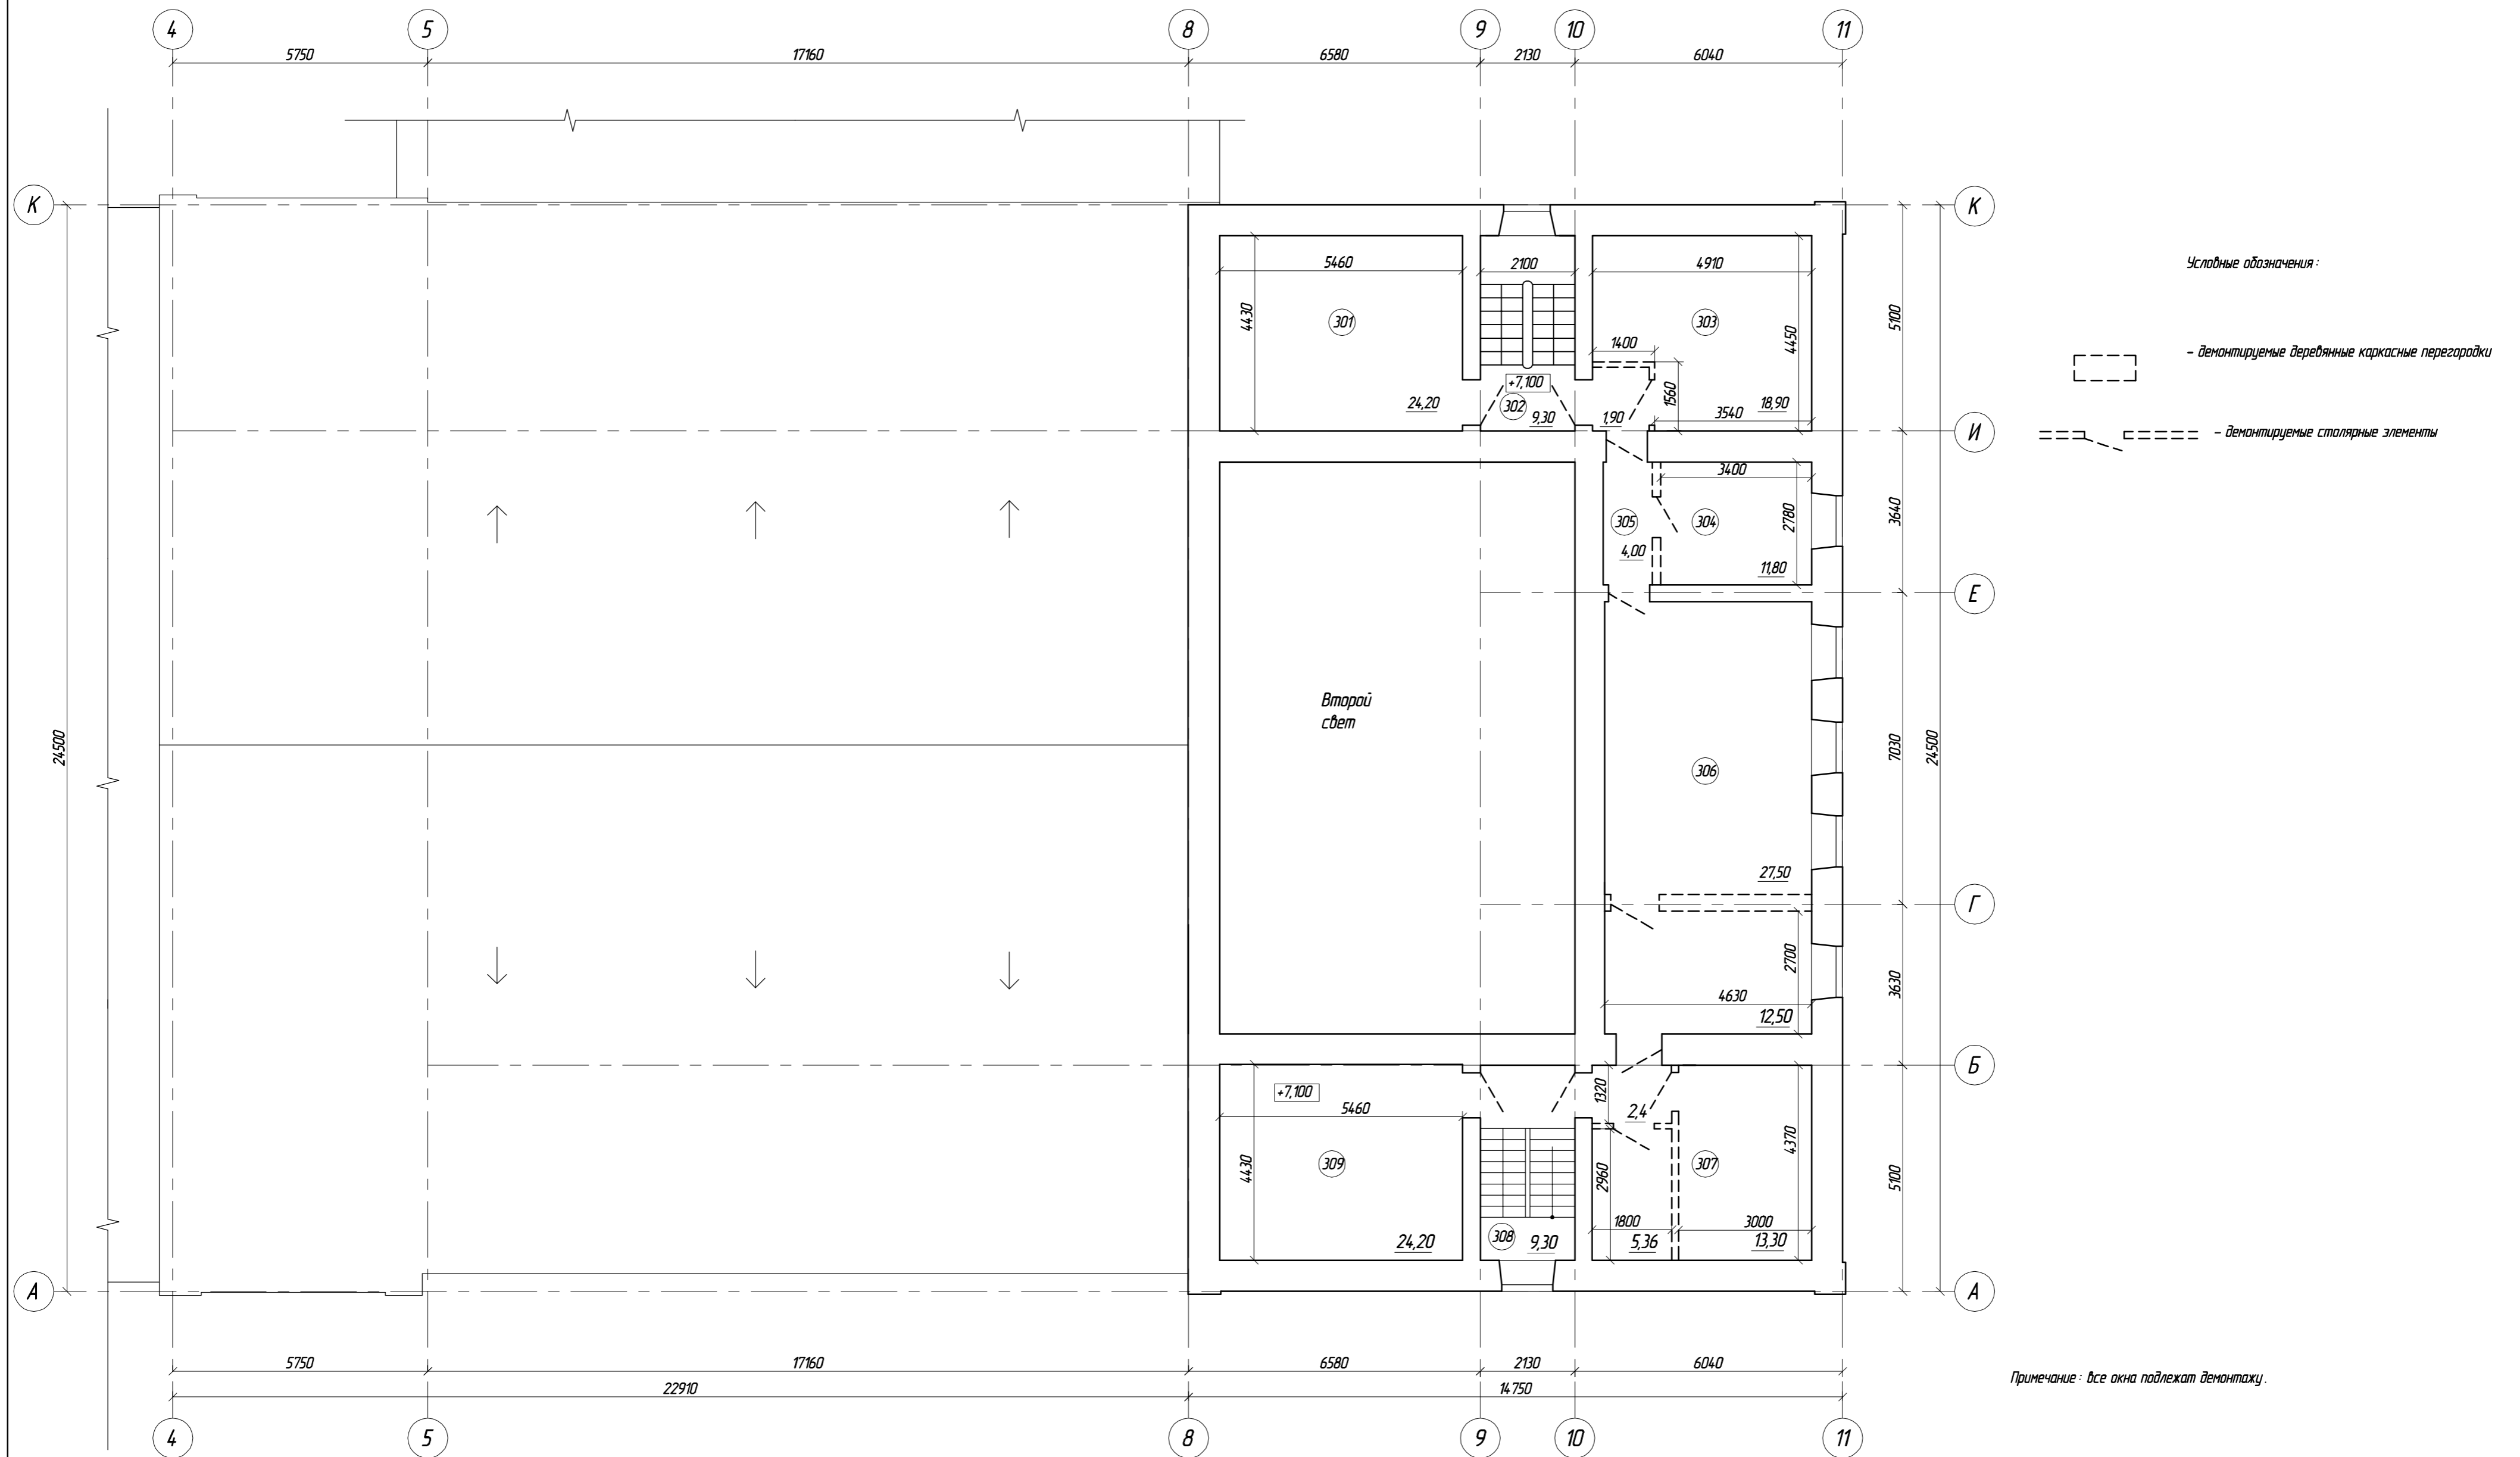 4 5 8 9 10 11
5750 17160 6580 2130 6040
К К
5460 2100 4910
4430 301 303 4450 5100
1400
+7,100 1560
302
24,20 9,30 1,90 3540 18,90
И
3400
305 304 2780 3640
4,00 11,80
Е
Второй
свет
24500 7030 24500
306
27,50
Г
2700 3630
4630
12,50
Б
+7,100 1320
5460 2,4
4430 309 2960 307 4370 5100
1800 3000
308
24,20 9,30 5,36 13,30
А А
5750 17160 6580 2130 6040
22910 14750
4 5 8 9 10 11
Условные обозначения :
- демонтируемые деревянные каркасные перегородки
- демонтируемые столярные элементы
Примечание : все окна подлежат демонтажу .